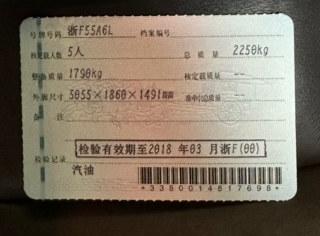 号牌号码 浙F55A6L 档案编号
核定载人数 5人 总质量 2250kg
整备质量 1790kg 核定载质量 --
外廓尺寸 5055×1860×1491mm 准牵引总质量 --
备注
检验有效期至2018年03月浙F(00)
检验记录
汽油
*3380014817698*